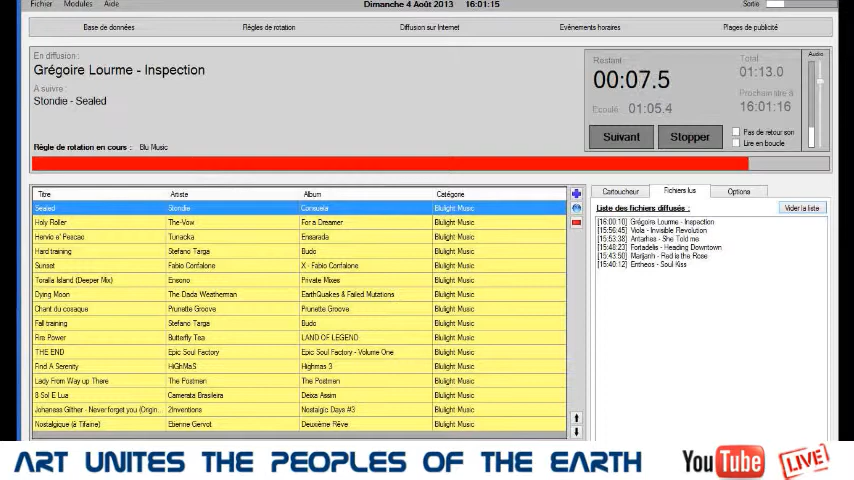 Fichier Modules Aide Dimanche 4 Août 2013 16:01:15 Sortie
Base de données Règles de rotation Diffusion sur Internet Evénements horaires Plages de publicité
En diffusion :
Grégoire Lourme - Inspection
A suivre :
Stondie - Sealed
Règle de rotation en cours : Blu Music
Restant
00:07.5
Total
01:13.0
Ecoulé : 01:05.4
Prochain titre à
16:01:16
Suivant Stopper
Pas de retour son
Lire en boucle
Audio
Titre Artiste Album Catégorie
Sealed Stondie Consuela Blulight Music
Holy Roller The-Vow For a Dreamer Blulight Music
Hervio e' Pescao Tunacka Ensarada Blulight Music
Hard training Stefano Targa Budo Blulight Music
Sunset Fabio Confalone X - Fabio Confalone Blulight Music
Toralla Island (Deeper Mix) Ensono Private Mixes Blulight Music
Dying Moon The Dada Weatherman EarthQuakes & Failed Mutations Blulight Music
Chant du cosaque Prunette Groove Prunette Groove Blulight Music
Fall training Stefano Targa Budo Blulight Music
Fire Power Butterfly Tea LAND OF LEGEND Blulight Music
THE END Epic Soul Factory Epic Soul Factory - Volume One Blulight Music
Find A Serenity HiGhMaS Highmas 3 Blulight Music
Lady From Way up There The Postmen The Postmen Blulight Music
8 Sol E Lua Camerata Brasileira Deixa Assim Blulight Music
Johaness Gilther - Never forget you (Origin... 2Inventions Nostalgic Days #3 Blulight Music
Nostalgique (à Tifaine) Etienne Gervot Deuxième Rêve Blulight Music
Cartoucheur Fichiers lus Options
Liste des fichiers diffusés : Vider la liste
[16:00:10] Grégoire Lourme - Inspection
[15:56:45] Viola - Invisible Revolution
[15:53:38] Antarhes - She Told me
[15:48:23] Fortadelis - Heading Downtown
[15:43:50] Marijanh - Red is the Rose
[15:40:12] Entheos - Soul Kiss
ART UNITES THE PEOPLES OF THE EARTH
YouTube LIVE